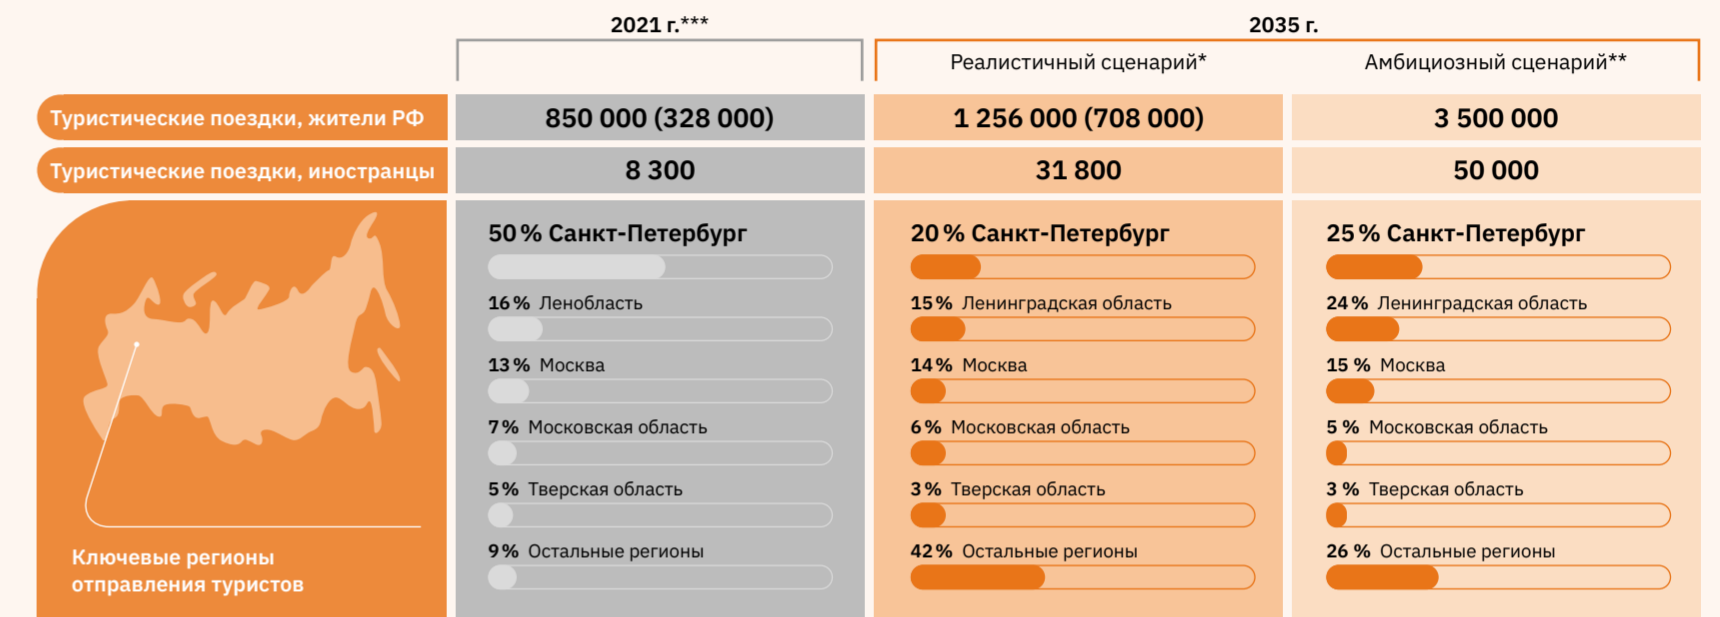 2021 г.***
2035 г.
Реалистичный сценарий*
Амбициозный сценарий**
Туристические поездки, жители РФ
850 000 (328 000)
1 256 000 (708 000)
3 500 000
Туристические поездки, иностранцы
8 300
31 800
50 000
Ключевые регионы
отправления туристов
50 % Санкт-Петербург
16 % Ленобласть
13 % Москва
7 % Московская область
5 % Тверская область
9 % Остальные регионы
20 % Санкт-Петербург
15 % Ленинградская область
14 % Москва
6 % Московская область
3 % Тверская область
42 % Остальные регионы
25 % Санкт-Петербург
24 % Ленинградская область
15 % Москва
5 % Московская область
3 % Тверская область
26 % Остальные регионы